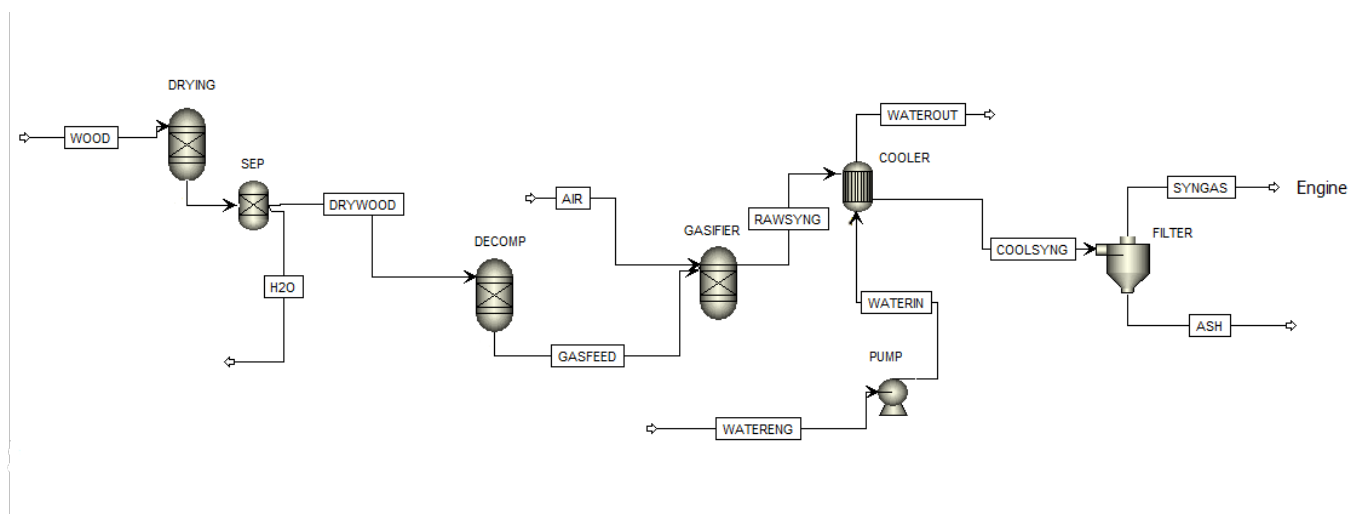 DRYING
WOOD
SEP
DRYWOOD
H2O
DECOMP
GASFEED
AIR
GASIFIER
RAWSYNG
WATEROUT
COOLER
WATERIN
PUMP
WATERENG
COOLSYNG
SYNGAS
Engine
FILTER
ASH